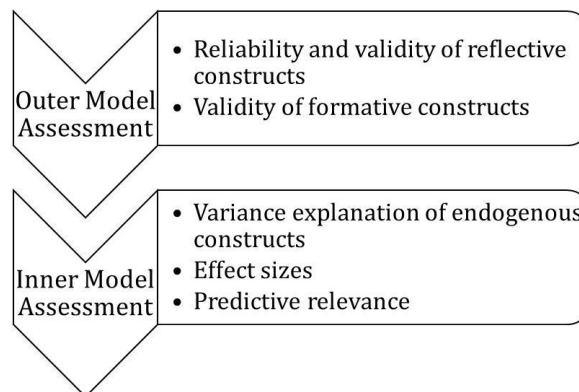 Outer Model
Assessment
• Reliability and validity of reflective
constructs
• Validity of formative constructs
Inner Model
Assessment
• Variance explanation of endogenous
constructs
• Effect sizes
• Predictive relevance